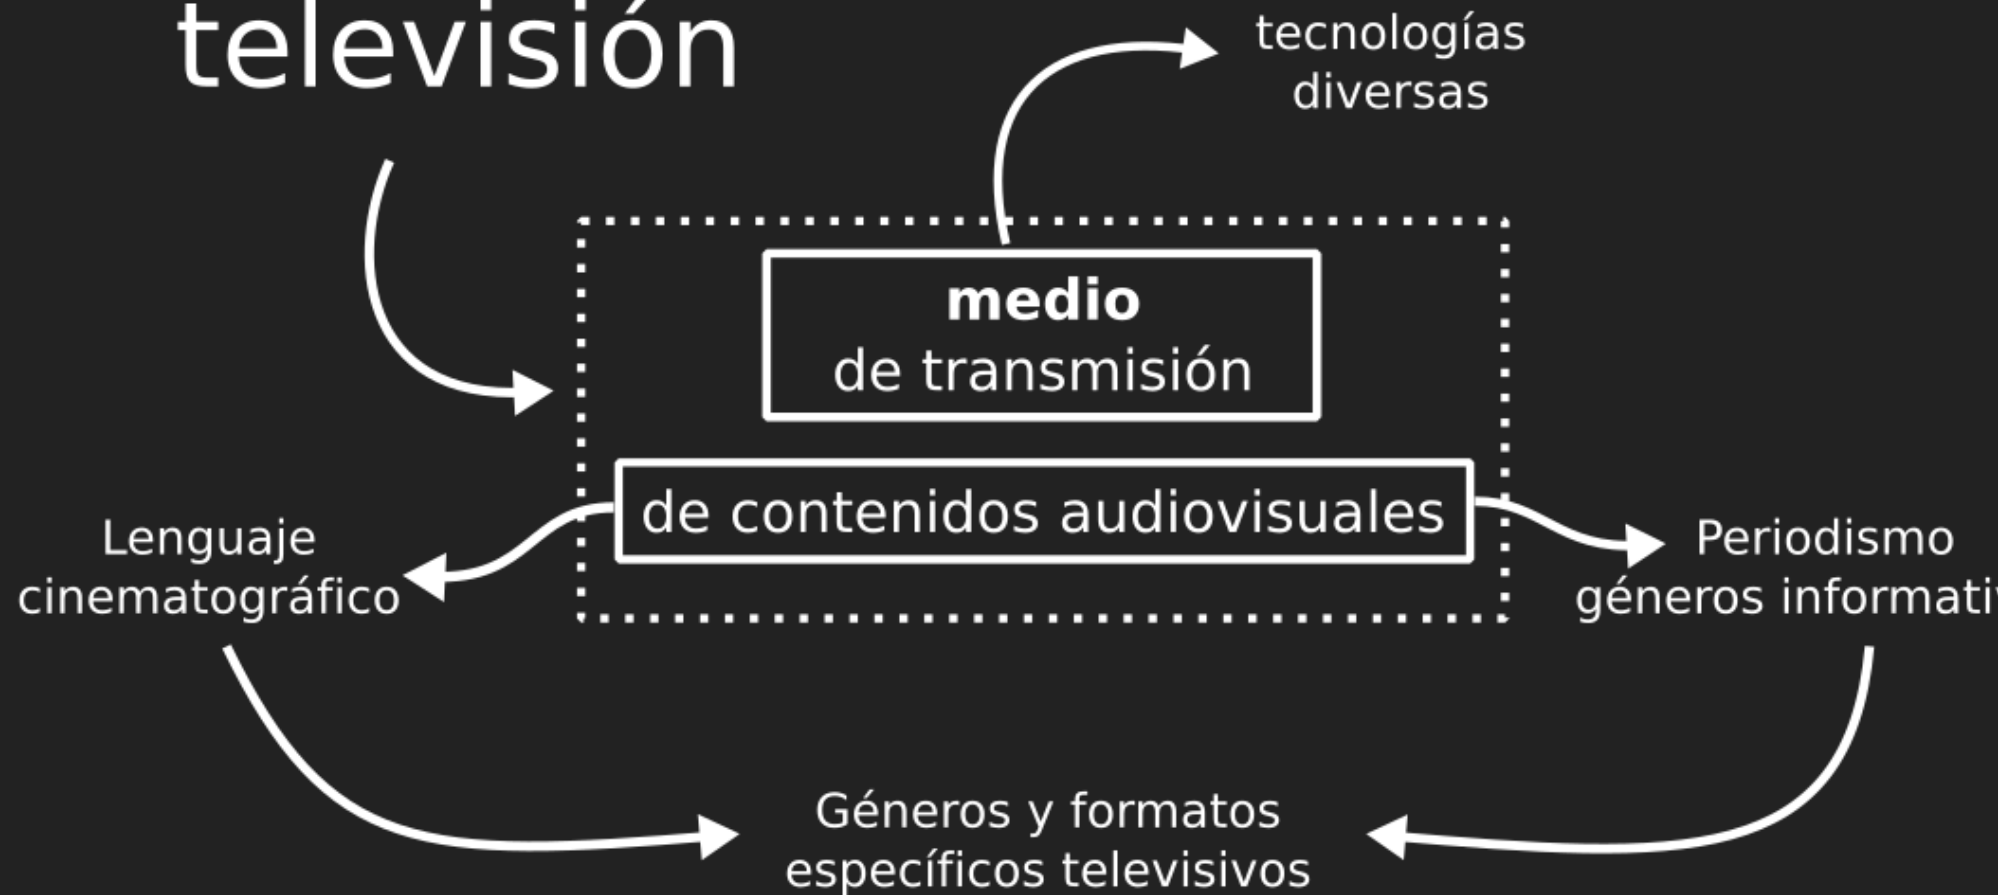 televisión
tecnologías
diversas
medio
de transmisión
de contenidos audiovisuales
Lenguaje
cinematográfico
Periodismo
géneros
Géneros y formatos
específicos televisivos